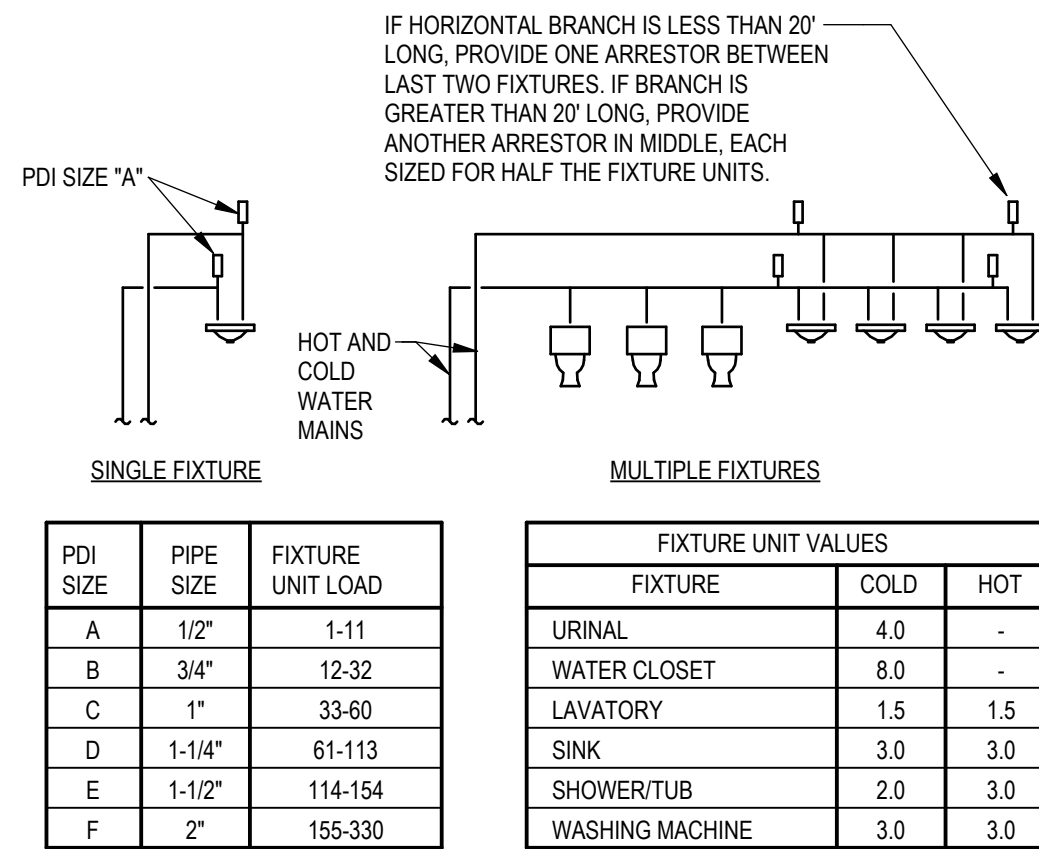 IF HORIZONTAL BRANCH IS LESS THAN 20'
LONG, PROVIDE ONE ARRESTOR BETWEEN
LAST TWO FIXTURES. IF BRANCH IS
GREATER THAN 20' LONG, PROVIDE
ANOTHER ARRESTOR IN MIDDLE, EACH
SIZED FOR HALF THE FIXTURE UNITS.
PDI SIZE "A"
HOT AND
COLD
WATER
MAINS
SINGLE FIXTURE
MULTIPLE FIXTURES
PDI SIZE PIPE SIZE FIXTURE UNIT LOAD
A 1/2" 1-11
B 3/4" 12-32
C 1" 33-60
D 1-1/4" 61-113
E 1-1/2" 114-154
F 2" 155-330
FIXTURE UNIT VALUES
FIXTURE COLD HOT
URINAL 4.0 -
WATER CLOSET 8.0 -
LAVATORY 1.5 1.5
SINK 3.0 3.0
SHOWER/TUB 2.0 3.0
WASHING MACHINE 3.0 3.0